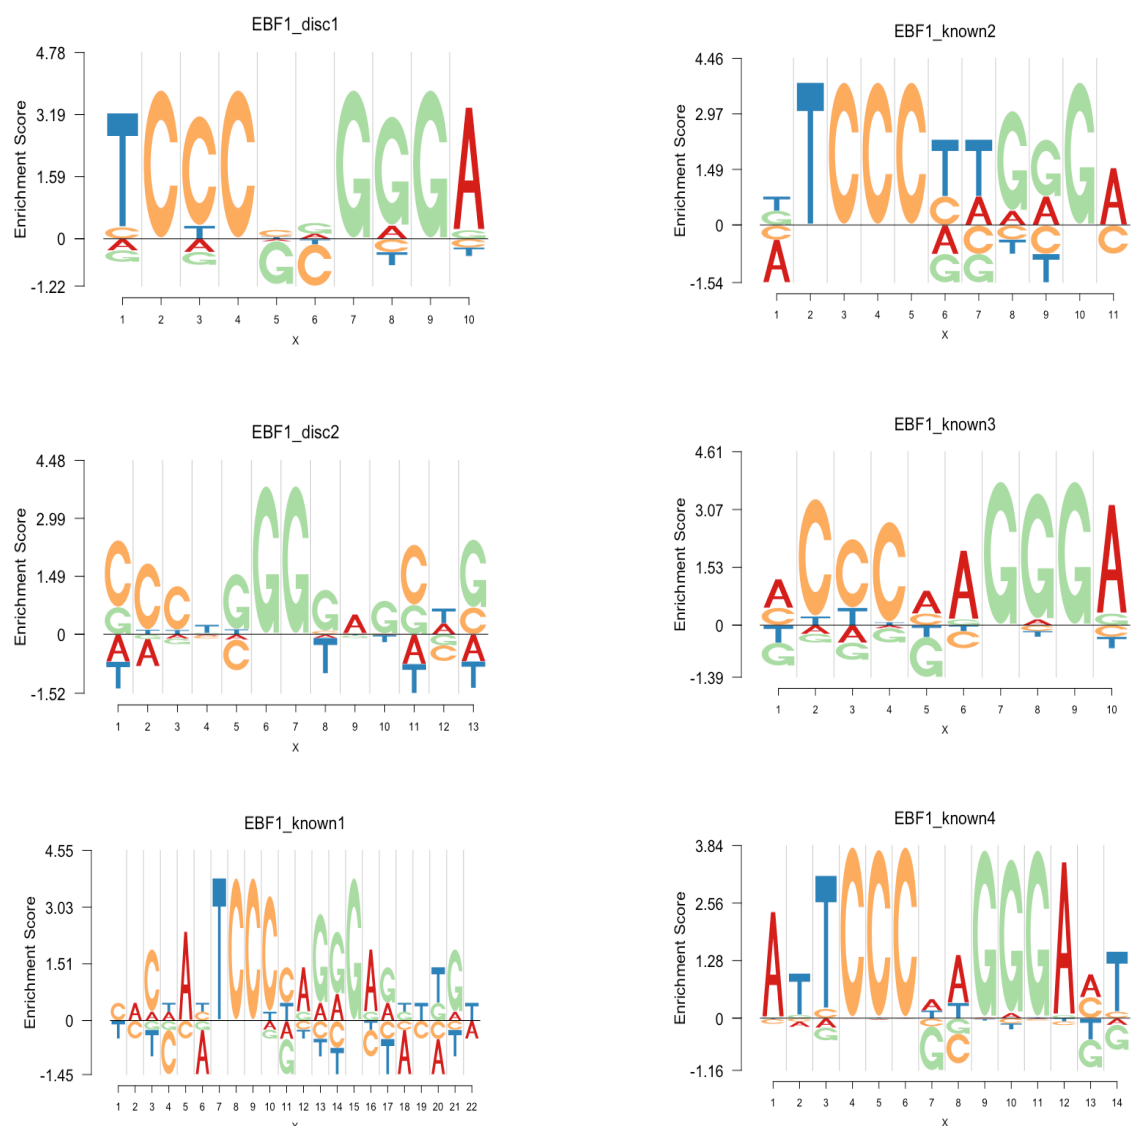 EBF1_disc1
4.78
3.19
1.59
0
-1.22
Enrichment Score
1 2 3 4 5 6 7 8 9 10
X
EBF1_known2
4.46
2.97
1.49
0
-1.54
Enrichment Score
1 2 3 4 5 6 7 8 9 10 11
X
EBF1_disc2
4.48
2.99
1.49
0
-1.52
Enrichment Score
1 2 3 4 5 6 7 8 9 10 11 12 13
X
EBF1_known3
4.61
3.07
1.53
0
-1.39
Enrichment Score
1 2 3 4 5 6 7 8 9 10
X
EBF1_known1
4.55
3.03
1.51
0
-1.45
Enrichment Score
1 2 3 4 5 6 7 8 9 10 11 12 13 14 15 16 17 18 19 20 21 22
X
EBF1_known4
3.84
2.56
1.28
0
-1.16
Enrichment Score
1 2 3 4 5 6 7 8 9 10 11 12 13 14
X